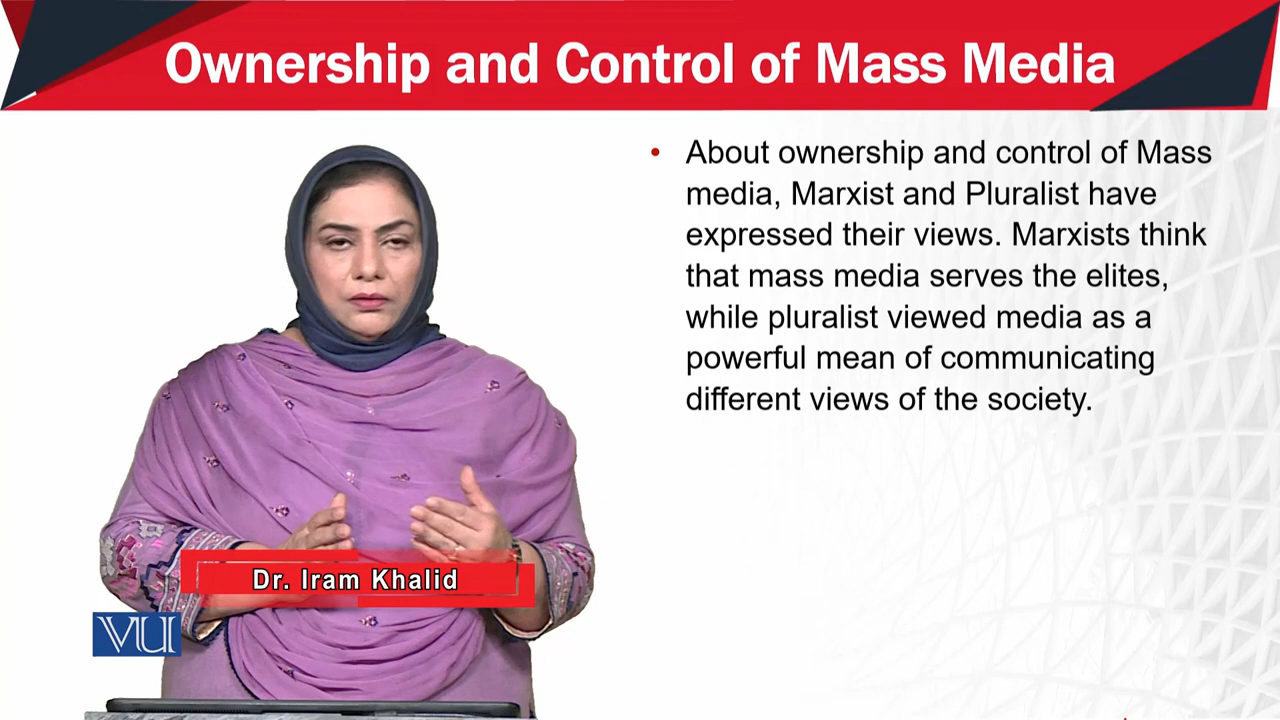 Ownership and Control of Mass Media
• About ownership and control of Mass
media, Marxist and Pluralist have
expressed their views. Marxists think
that mass media serves the elites,
while pluralist viewed media as a
powerful mean of communicating
different views of the society.
Dr. Iram Khalid
VU